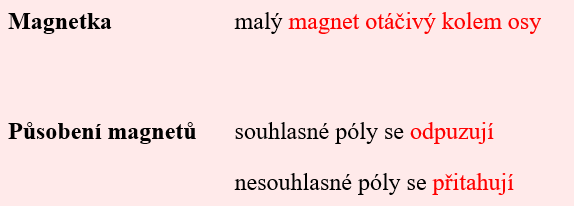 Magnetka malý magnet otáčivý kolem osy
Působení magnetů souhlasné póly se odpuzují
nesouhlasné póly se přitahují